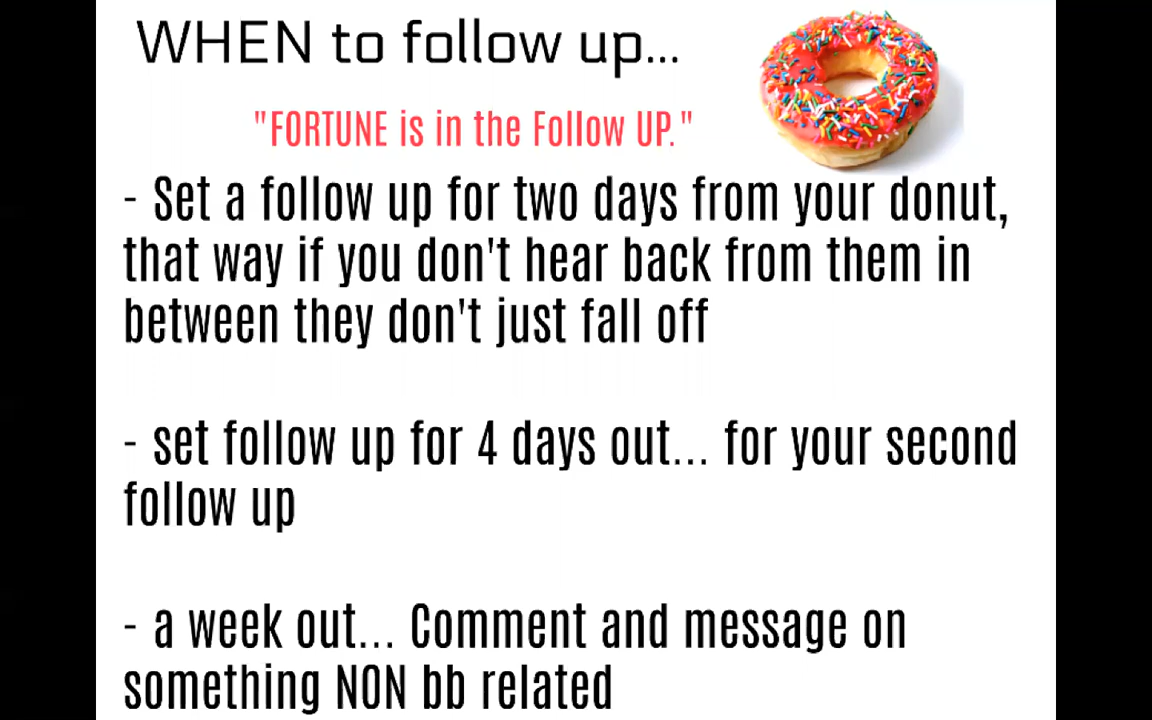 WHEN to follow up...
"FORTUNE is in the Follow UP."
- Set a follow up for two days from your donut,
that way if you don't hear back from them in
between they don't just fall off
- set follow up for 4 days out... for your second
follow up
- a week out... Comment and message on
something NON bb related